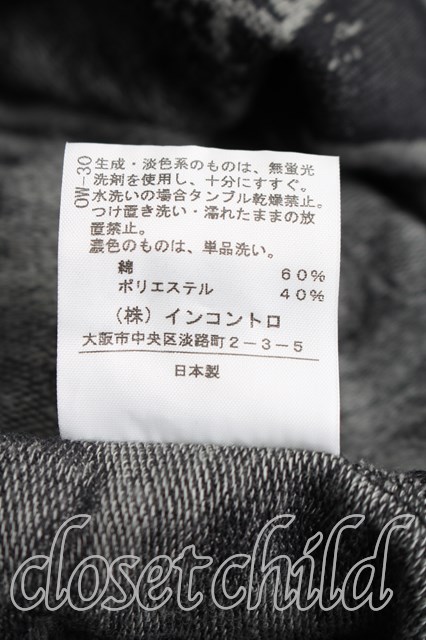 OW-30
生成・淡色系のものは、無蛍光
洗剤を使用し、十分にすすぐ。
水洗いの場合タンブル乾燥禁止。
つけ置き洗い・濡れたままの放
置禁止。
濃色のものは、単品洗い。
綿 60%
ポリエステル 40%
(株)インコントロ
大阪市中央区淡路町2-3-5
日本製
closet child